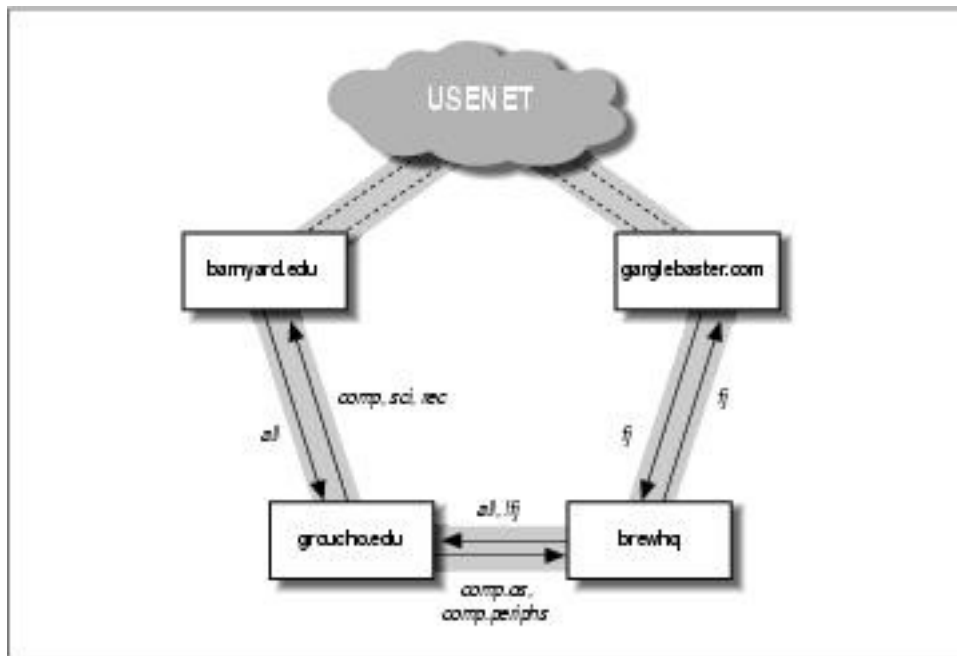 USENET
barnyard.edu
garglebaster.com
comp, sci, rec
all
fj
fj
groucho.edu
all, !fj
brewhq
comp.os,
comp.periphs